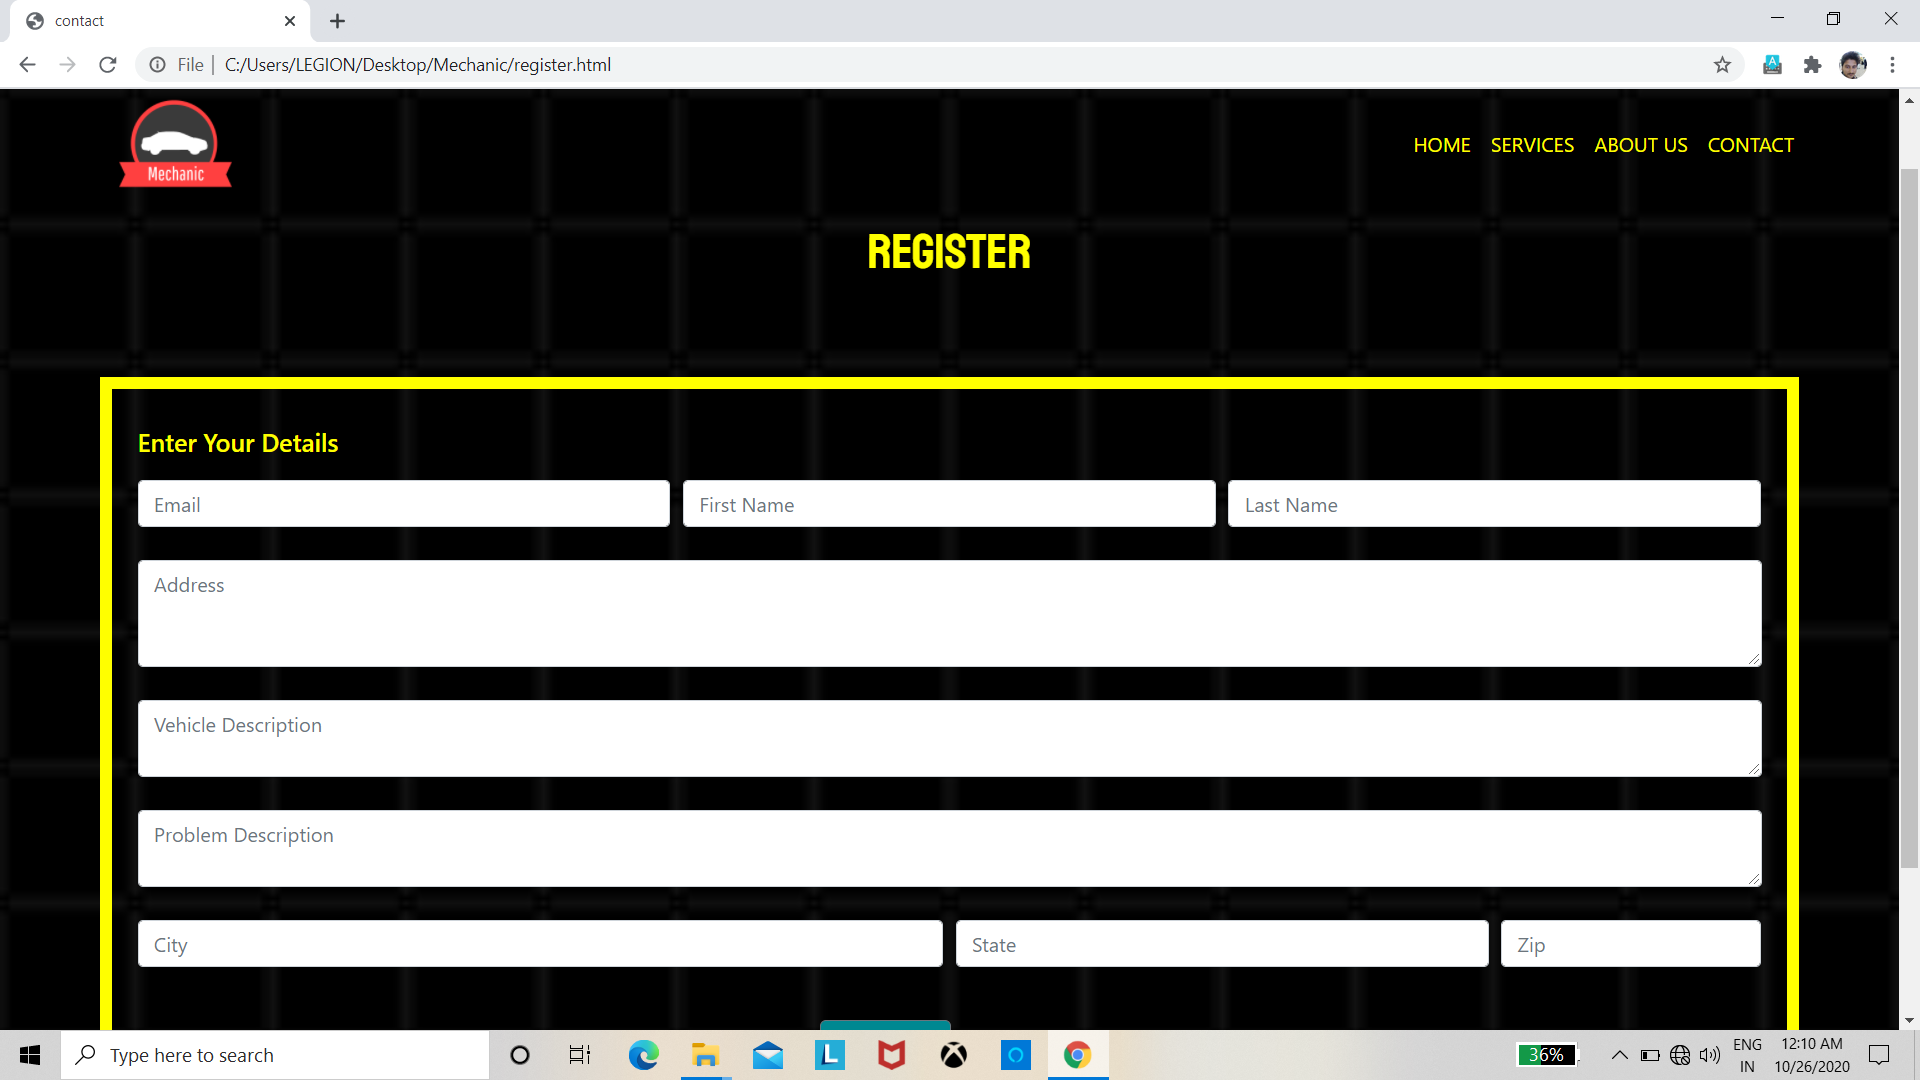 contact
File
C:/Users/LEGION/Desktop/Mechanic/register.html
Mechanic
HOME SERVICES ABOUT US CONTACT
REGISTER
Enter Your Details
Email First Name Last Name
Address
Vehicle Description
Problem Description
City State Zip
Type here to search
L
36%
ENG
IN
12:10 AM
10/26/2020